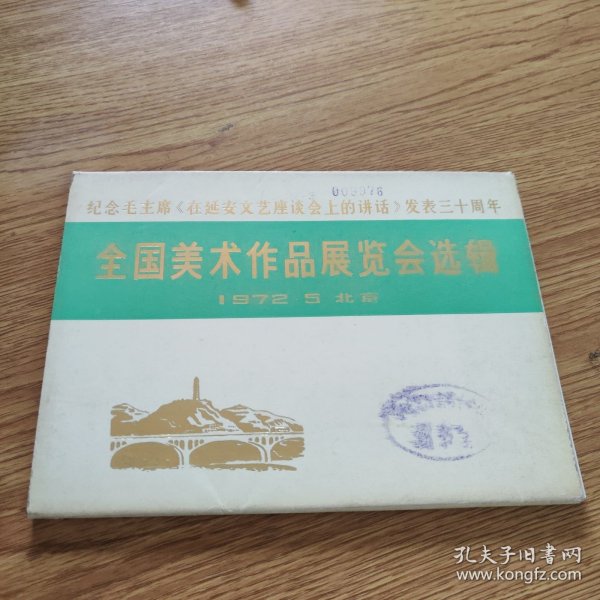 003976
纪念毛主席《在延安文艺座谈会上的讲话》发表三十周年
全国美术作品展览会选辑
1972·5 北京
孔夫子旧书网
www.kongfz.com